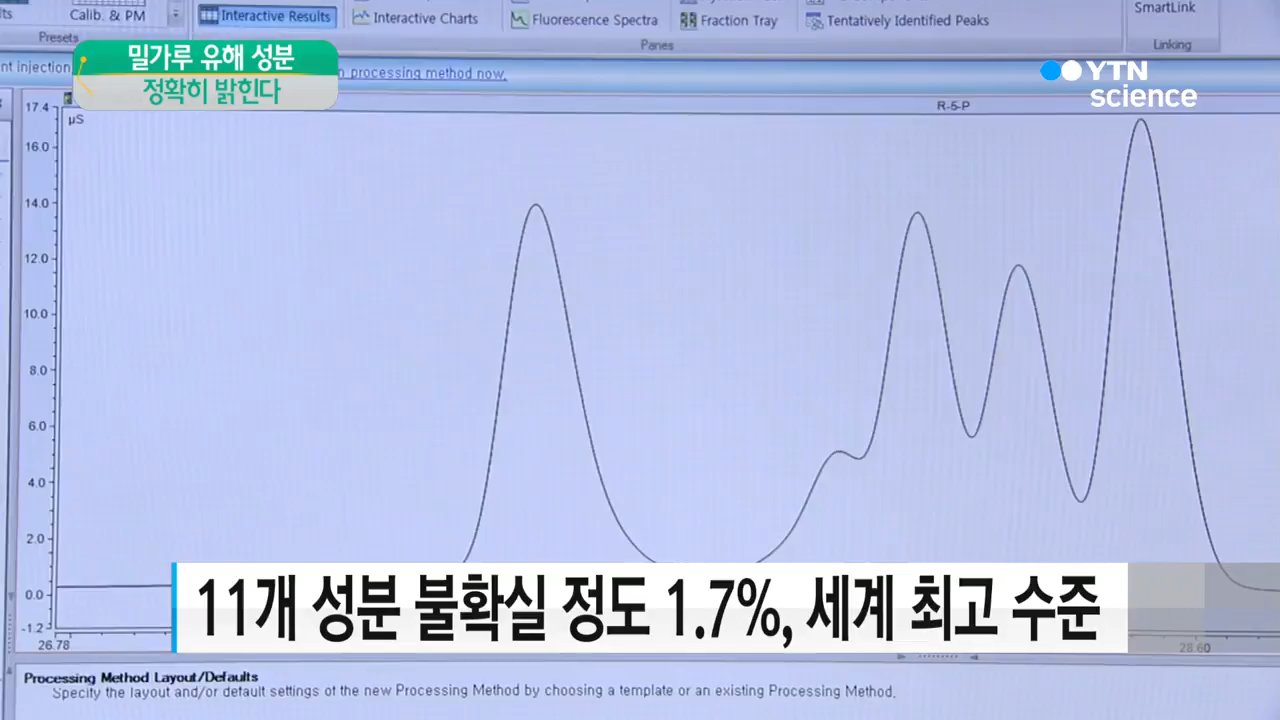 Calib. & PM
Interactive Results
Interactive Charts
Fluorescence Spectra
Fraction Tray
Tentatively Identified Peaks
SmartLink
Presets
Panes
Linking
밀가루 유해 성분
정확히 밝힌다
nt injection
processing method now.
YTN
science
17.4
µS
R-5-P
16.0
14.0
12.0
10.0
8.0
6.0
4.0
2.0
0.0
-1.2
26.78
28.60
11개 성분 불확실 정도 1.7%, 세계 최고 수준
Processing Method Layout/Defaults
Specify the layout and/or default settings of the new Processing Method by choosing a template or an existing Processing Method.